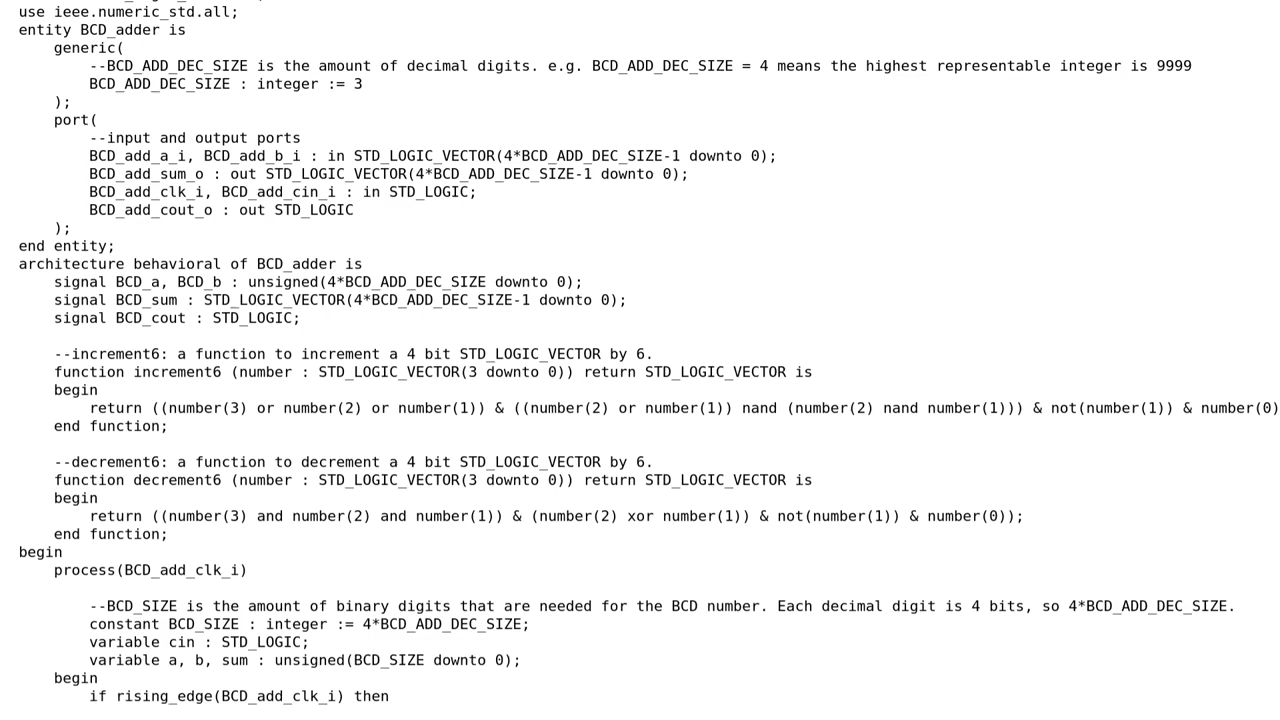 use ieee.numeric_std.all;
entity BCD_adder is
    generic(
        --BCD_ADD_DEC_SIZE is the amount of decimal digits. e.g. BCD_ADD_DEC_SIZE = 4 means the highest representable integer is 9999
        BCD_ADD_DEC_SIZE : integer := 3
    );
    port(
        --input and output ports
        BCD_add_a_i, BCD_add_b_i : in STD_LOGIC_VECTOR(4*BCD_ADD_DEC_SIZE-1 downto 0);
        BCD_add_sum_o : out STD_LOGIC_VECTOR(4*BCD_ADD_DEC_SIZE-1 downto 0);
        BCD_add_clk_i, BCD_add_cin_i : in STD_LOGIC;
        BCD_add_cout_o : out STD_LOGIC
    );
end entity;
architecture behavioral of BCD_adder is
    signal BCD_a, BCD_b : unsigned(4*BCD_ADD_DEC_SIZE downto 0);
    signal BCD_sum : STD_LOGIC_VECTOR(4*BCD_ADD_DEC_SIZE-1 downto 0);
    signal BCD_cout : STD_LOGIC;

    --increment6: a function to increment a 4 bit STD_LOGIC_VECTOR by 6.
    function increment6 (number : STD_LOGIC_VECTOR(3 downto 0)) return STD_LOGIC_VECTOR is
    begin
        return ((number(3) or number(2) or number(1)) & ((number(2) or number(1)) nand (number(2) nand number(1))) & not(number(1)) & number(0)
    end function;

    --decrement6: a function to decrement a 4 bit STD_LOGIC_VECTOR by 6.
    function decrement6 (number : STD_LOGIC_VECTOR(3 downto 0)) return STD_LOGIC_VECTOR is
    begin
        return ((number(3) and number(2) and number(1)) & (number(2) xor number(1)) & not(number(1)) & number(0));
    end function;
begin
    process(BCD_add_clk_i)

        --BCD_SIZE is the amount of binary digits that are needed for the BCD number. Each decimal digit is 4 bits, so 4*BCD_ADD_DEC_SIZE.
        constant BCD_SIZE : integer := 4*BCD_ADD_DEC_SIZE;
        variable cin : STD_LOGIC;
        variable a, b, sum : unsigned(BCD_SIZE downto 0);
    begin
        if rising_edge(BCD_add_clk_i) then